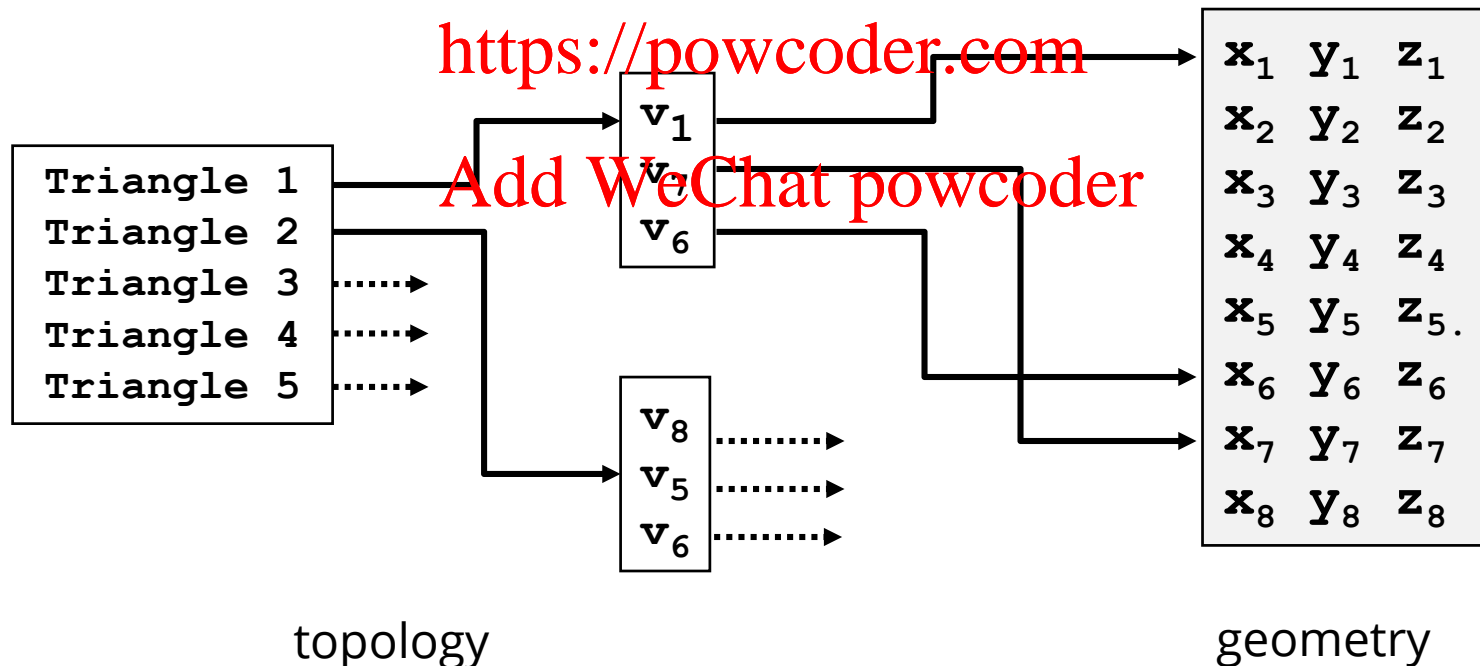 https://powcoder.com
Add WeChat powcoder
Triangle 1
Triangle 2
Triangle 3
Triangle 4
Triangle 5
v₁
v₇
v₆
v₈
v₅
v₆
x₁ y₁ z₁
x₂ y₂ z₂
x₃ y₃ z₃
x₄ y₄ z₄
x₅ y₅ z₅.
x₆ y₆ z₆
x₇ y₇ z₇
x₈ y₈ z₈
topology
geometry